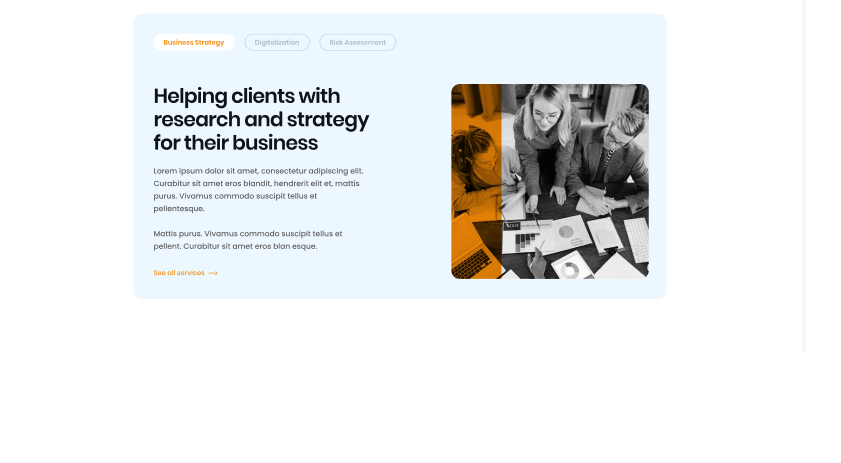 Business Strategy
Digitalization
Risk Assessment
Helping clients with
research and strategy
for their business
Lorem ipsum dolor sit amet, consectetur adipiscing elit.
Curabitur sit amet eros blandit, hendrerit elit et, mattis
purus. Vivamus commodo suscipit tellus et
pellentesque.
Mattis purus. Vivamus commodo suscipit tellus et
pellent. Curabitur sit amet eros blan esque.
See all services